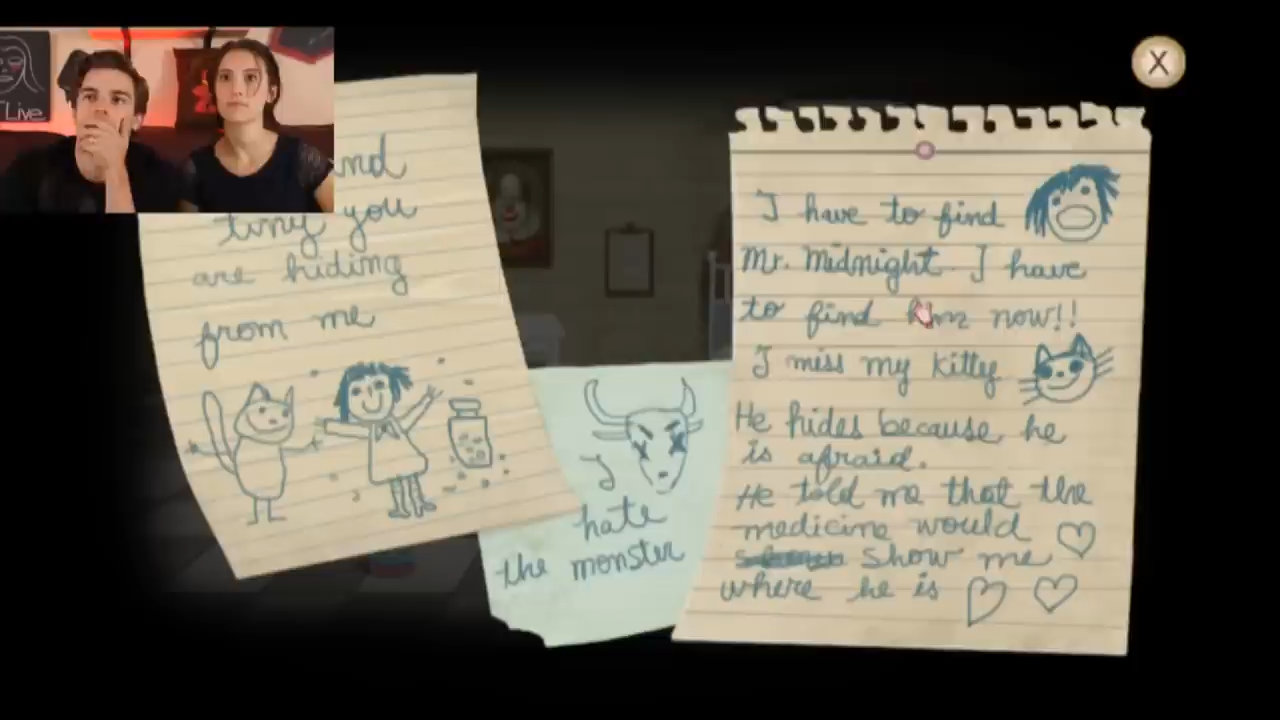 Live
nd
tiny you
are hiding
from me
I
hate
the monster
I have to find
Mr. Midnight. I have
to find him now!!
I miss my kitty
He hides because he
is afraid.
He told me that the
medicine would
show me
where he is
X